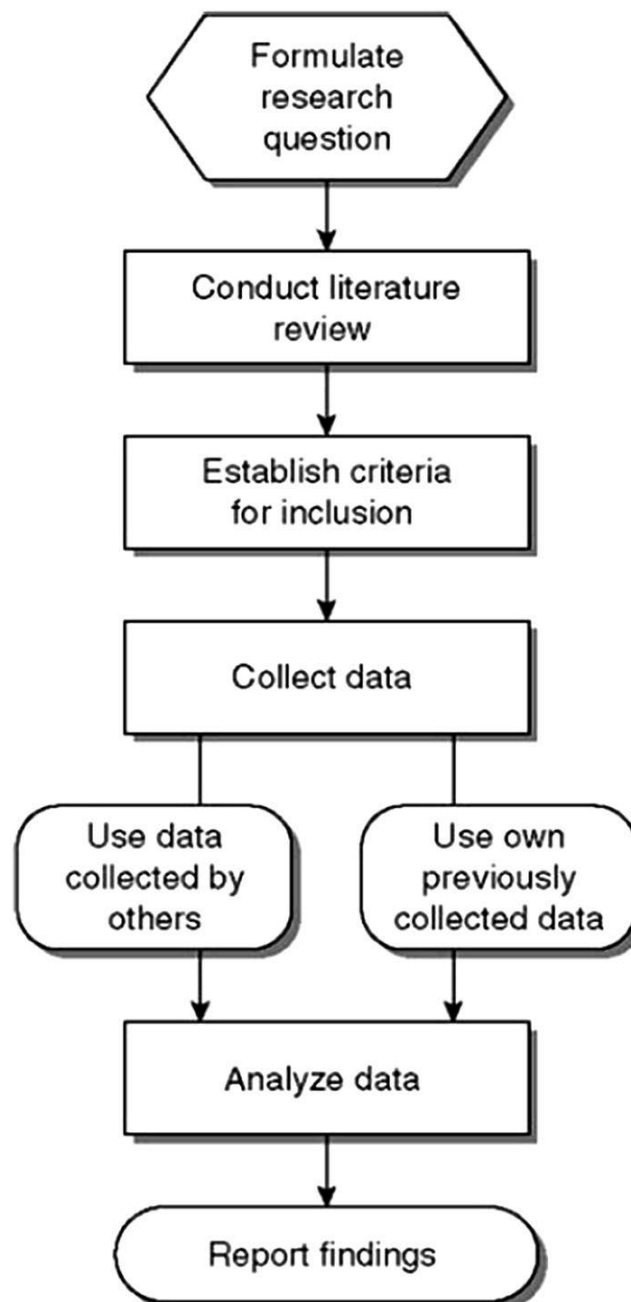 Formulate
research
question
Conduct literature
review
Establish criteria
for inclusion
Collect data
Use data
collected by
others
Use own
previously
collected data
Analyze data
Report findings